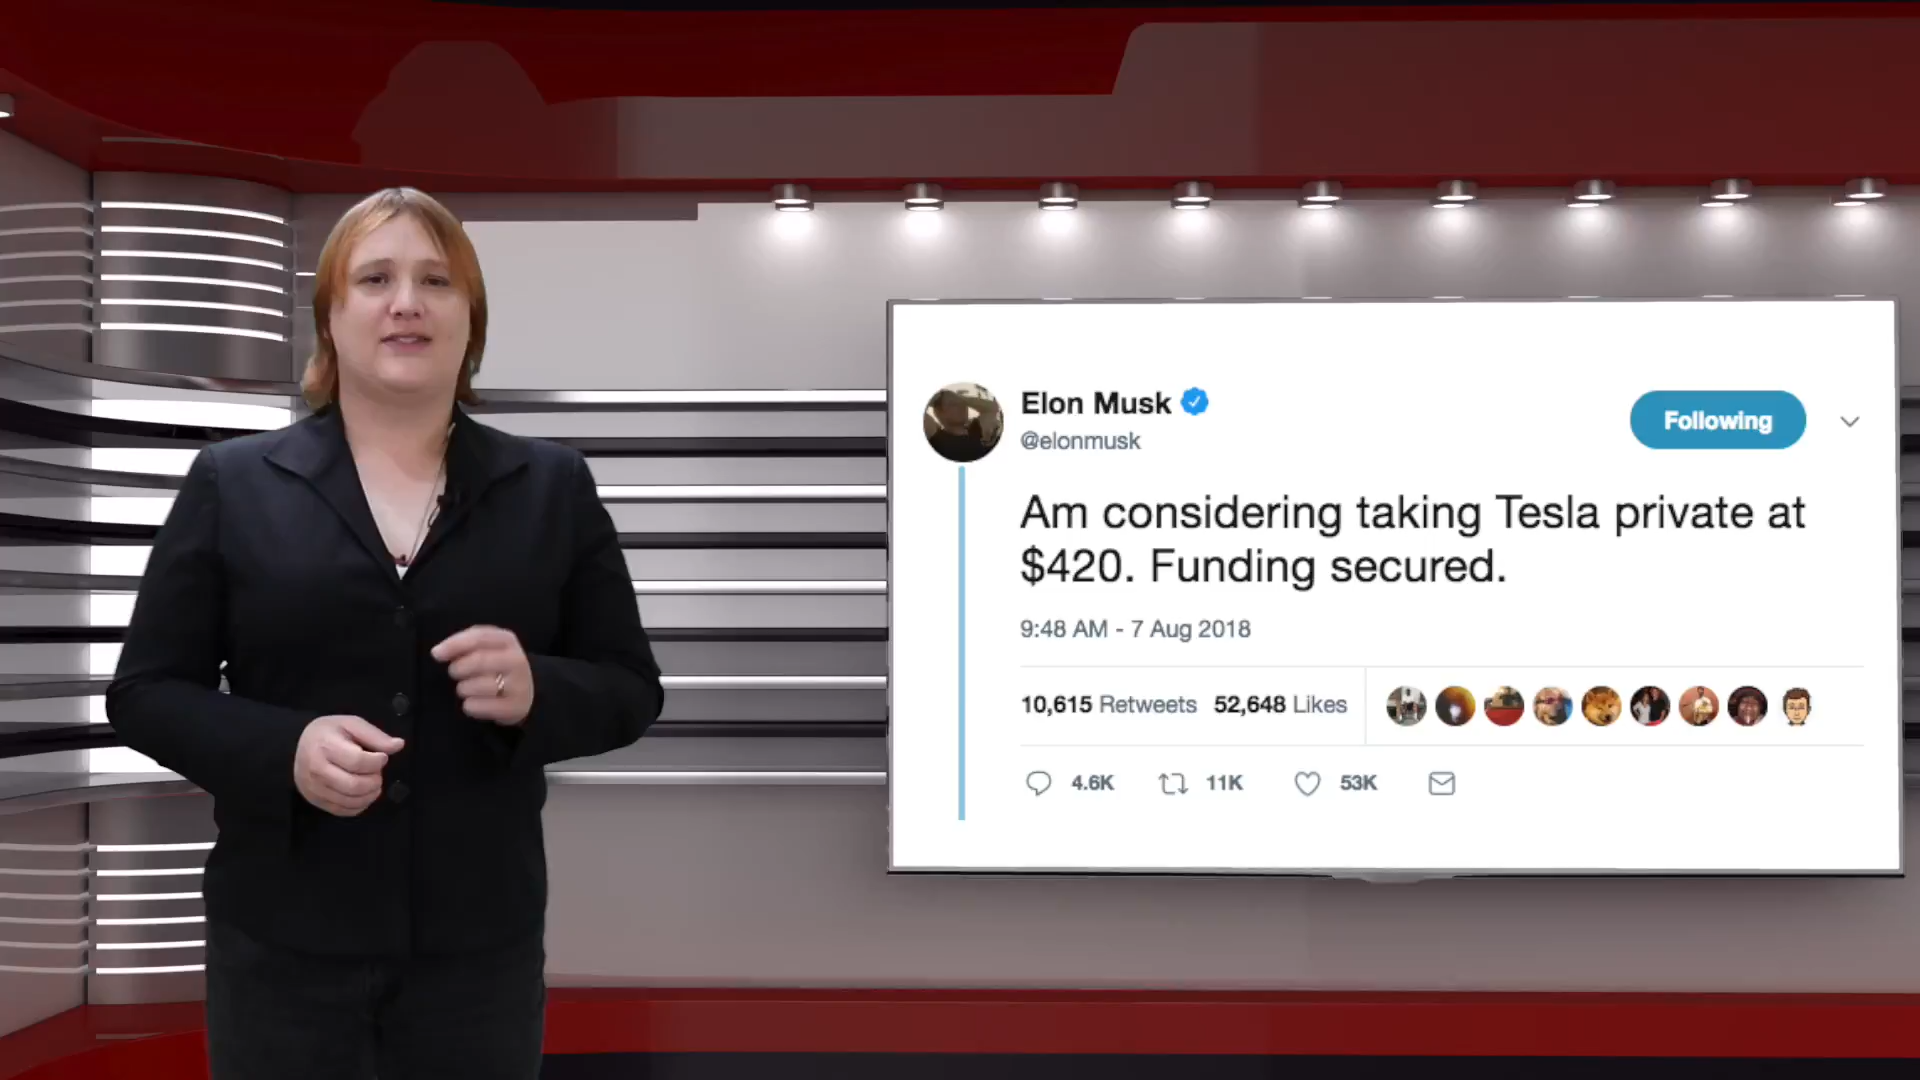 Elon Musk
@elonmusk
Following
Am considering taking Tesla private at
$420. Funding secured.
9:48 AM - 7 Aug 2018
10,615 Retweets 52,648 Likes
4.6K 11K 53K